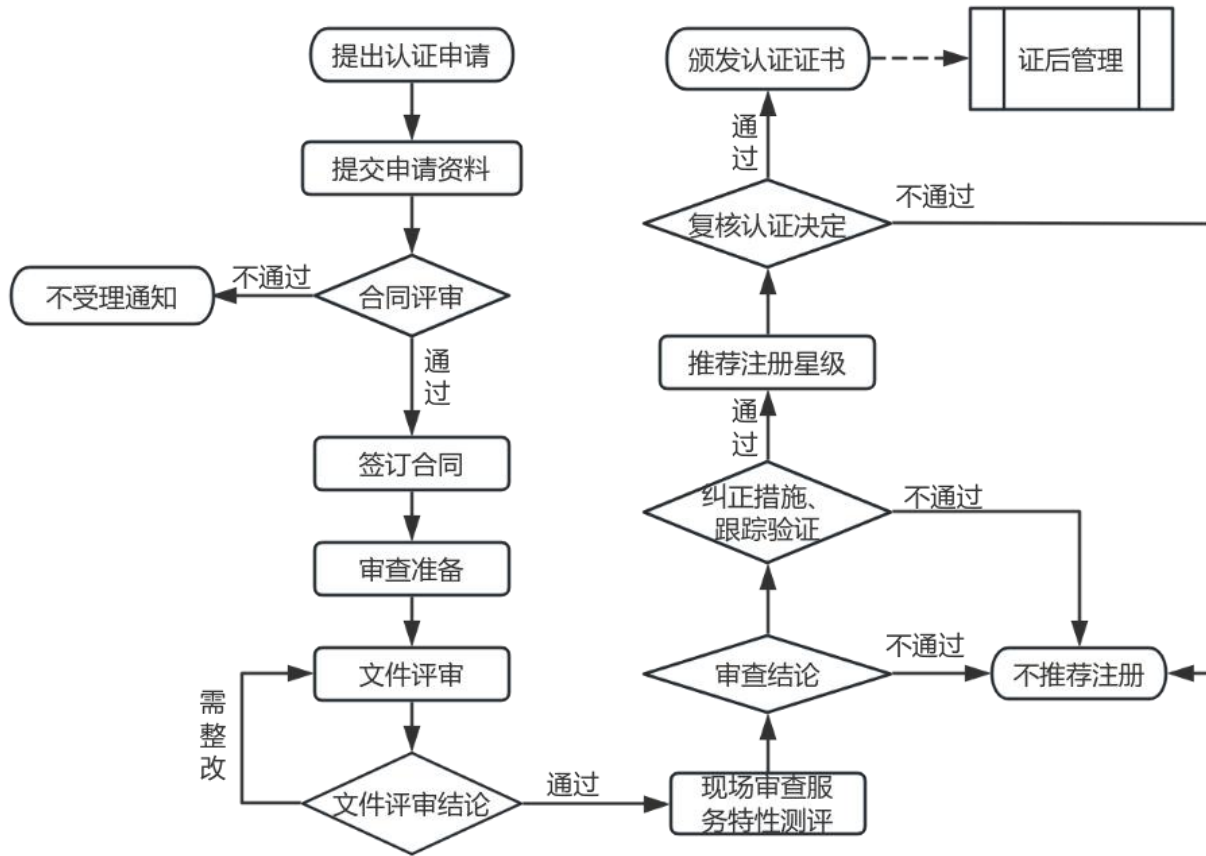 提出认证申请
提交申请资料
合同评审
不通过
不受理通知
通
过
签订合同
审查准备
文件评审
需
整
改
文件评审结论
通过
现场审查服
务特性测评
审查结论
不通过
不推荐注册
纠正措施、
跟踪验证
不通过
通
过
推荐注册星级
复核认证决定
不通过
通
过
颁发认证证书
证后管理